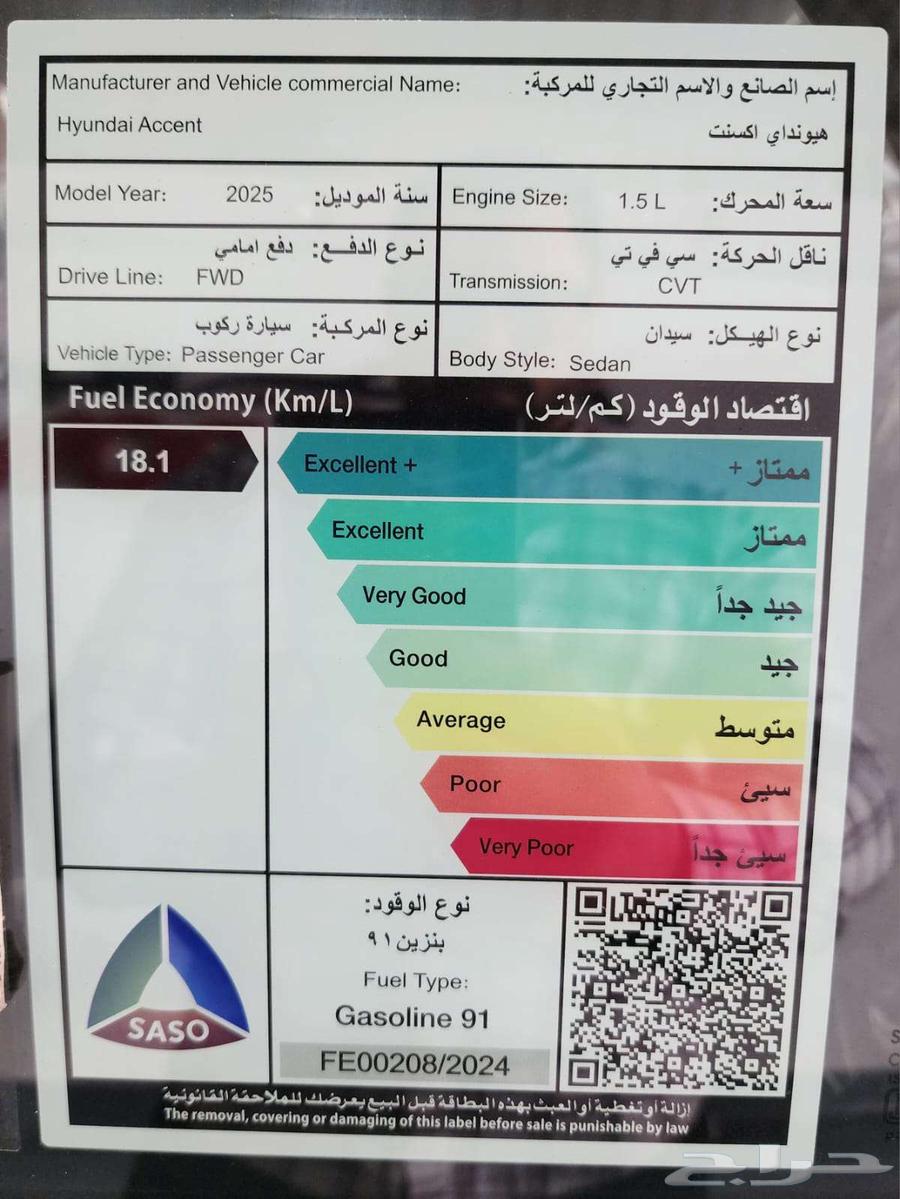 Manufacturer and Vehicle commercial Name: إسم الصانع والاسم التجاري للمركبة:
Hyundai Accent هيونداي اكسنت
Model Year: 2025 سنة الموديل:
Engine Size: 1.5 L سعة المحرك:
نوع الدفع: دفع امامي
Drive Line: FWD
ناقل الحركة: سي في تي
Transmission: CVT
نوع المركبة: سيارة ركوب
Vehicle Type: Passenger Car
نوع الهيكل: سيدان
Body Style: Sedan
Fuel Economy (Km/L) اقتصاد الوقود (كم/لتر)
18.1
Excellent + ممتاز +
Excellent ممتاز
Very Good جيد جداً
Good جيد
Average متوسط
Poor سيئ
Very Poor سيئ جداً
SASO
نوع الوقود:
بنزين ٩١
Fuel Type:
Gasoline 91
FE00208/2024
إزالة أو تغطية أو العبث بهذه البطاقة قبل البيع يعرضك للملاحقة القانونية
The removal, covering or damaging of this label before sale is punishable by law
حراج